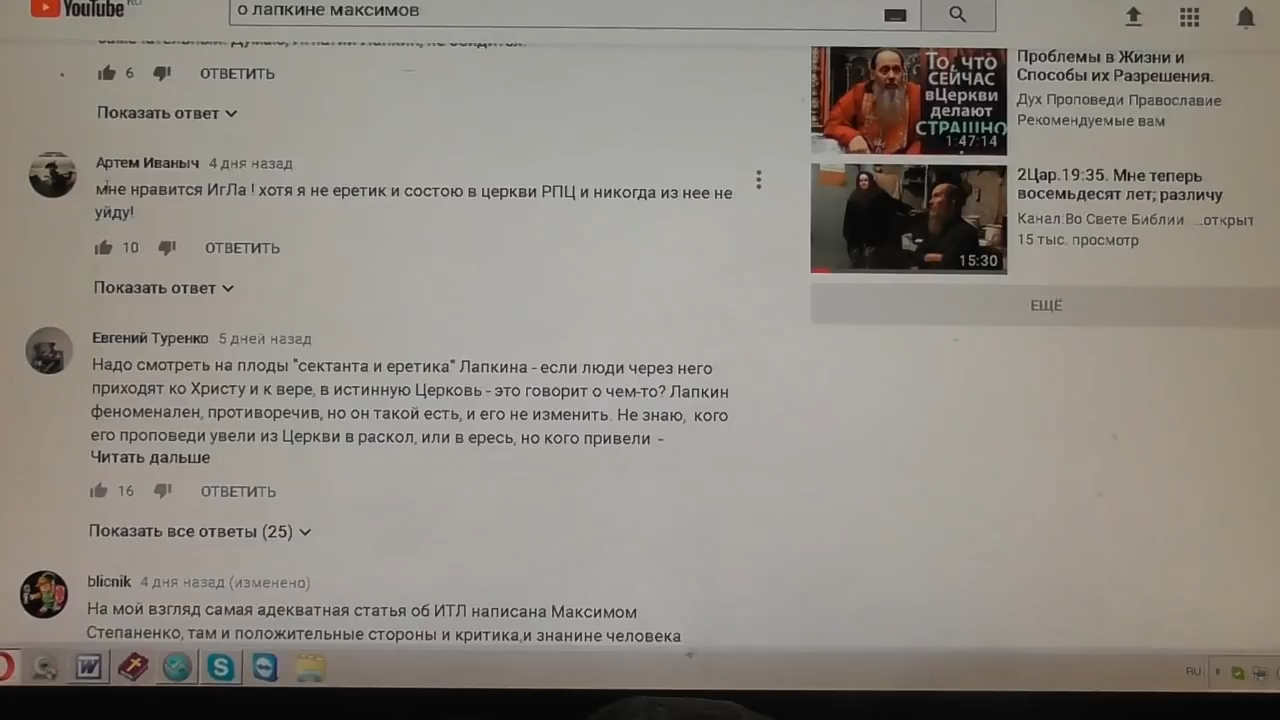 YouTube RU
о лапкине максимов
6 ОТВЕТИТЬ
Показать ответ
Артем Иваныч 4 дня назад
мне нравится ИгЛа ! хотя я не еретик и состою в церкви РПЦ и никогда из нее не
уйду!
10 ОТВЕТИТЬ
Показать ответ
Евгений Туренко 5 дней назад
Надо смотреть на плоды "сектанта и еретика" Лапкина - если люди через него
приходят ко Христу и к вере, в истинную Церковь - это говорит о чем-то? Лапкин
феноменален, противоречив, но он такой есть, и его не изменить. Не знаю, кого
его проповеди увели из Церкви в раскол, или в ересь, но кого привели -
Читать дальше
16 ОТВЕТИТЬ
Показать все ответы (25)
blicnik 4 дня назад (изменено)
На мой взгляд самая адекватная статья об ИТЛ написана Максимом
Степаненко, там и положительные стороны и критика,и знанине человека
То, что
СЕЙЧАС
вЦеркви
делают
СТРАШНО
1:47:14
Проблемы в Жизни и
Способы их Разрешения.
Дух Проповеди Православие
Рекомендуемые вам
15:30
2Цар.19:35. Мне теперь
восемьдесят лет; различу
Канал Во Свете Библии. ...открыт
15 тыс. просмотр
ЕЩЁ
RU